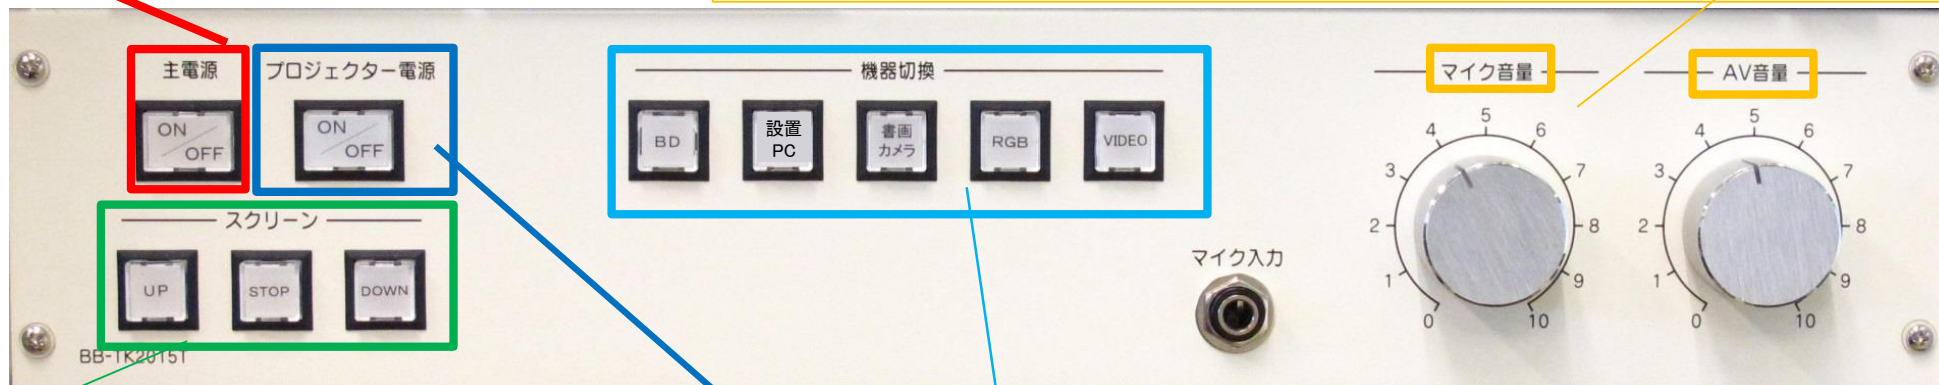 主電源
プロジェクター電源
機器切換
マイク音量
AV音量
ON
OFF
ON
OFF
BD
設置
PC
書画
カメラ
RGB
VIDEO
0 1 2 3 4 5 6 7 8 9 10
0 1 2 3 4 5 6 7 8 9 10
スクリーン
UP
STOP
DOWN
マイク入力
BB-TK2015T